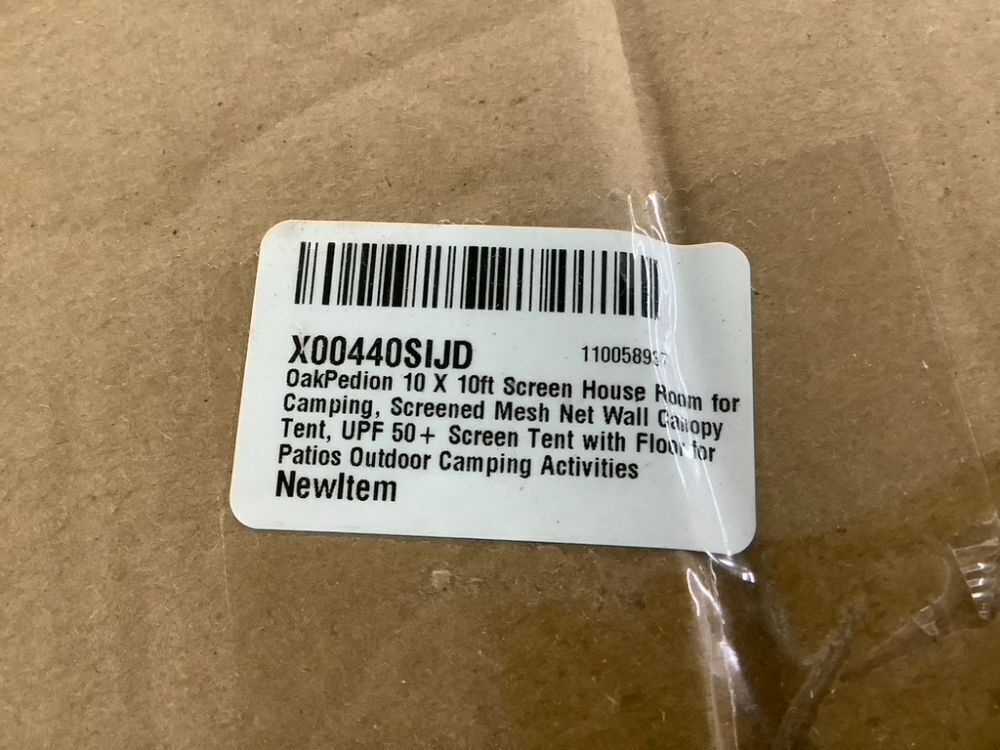 X00440SIJD
110058937
OakPedion 10 X 10ft Screen House Room for
Camping, Screened Mesh Net Wall Canopy
Tent, UPF 50+ Screen Tent with Floor for
Patios Outdoor Camping Activities
NewItem